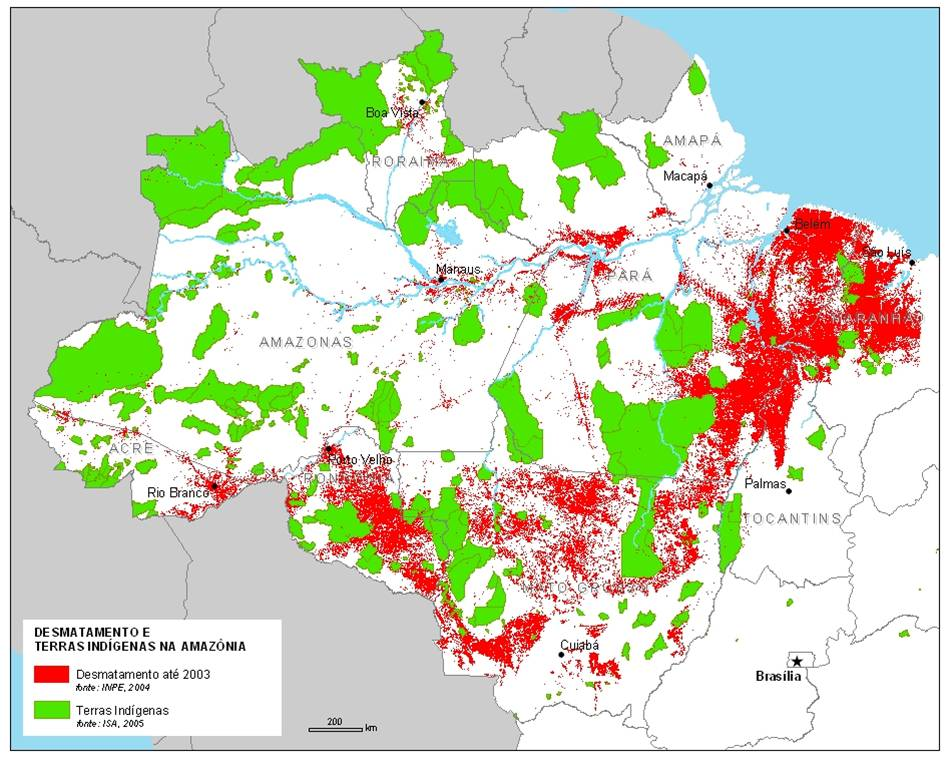 Boa Vista
RORAIMA
AMAPÁ
Macapá
Belém
São Luís
Manaus
PARÁ
MARANHÃO
AMAZONAS
ACRE
Porto Velho
RONDÔNIA
Rio Branco
Palmas
TOCANTINS
MATO GROSSO
Cuiabá
Brasília
DESMATAMENTO E
TERRAS INDÍGENAS NA AMAZÔNIA
Desmatamento até 2003
fonte: INPE, 2004
Terras Indígenas
fonte: ISA, 2005
200
km